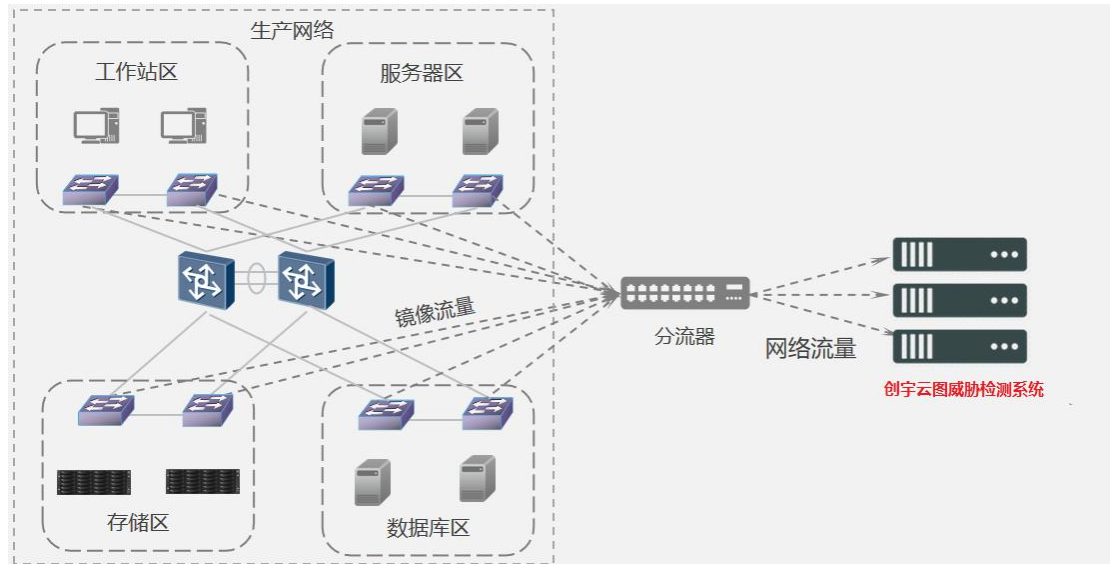 生产网络
工作站区
服务器区
镜像流量
分流器
网络流量
创宇云图威胁检测系统
存储区
数据库区